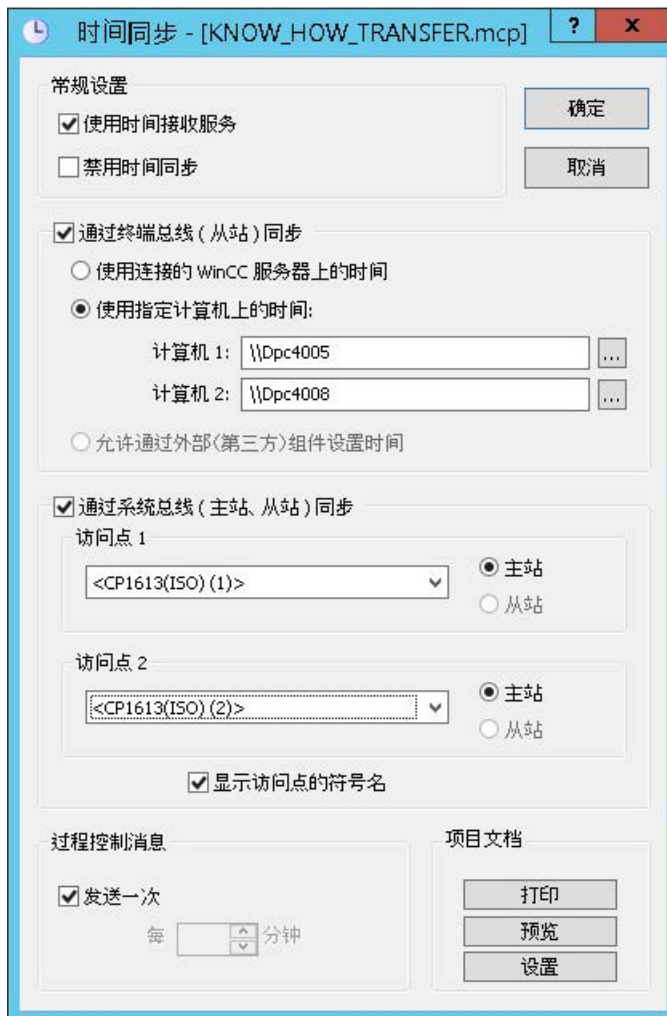 时间同步 - [KNOW_HOW_TRANSFER.mcp]
? x
常规设置
使用时间接收服务
禁用时间同步
确定
取消
通过终端总线(从站)同步
使用连接的 WinCC 服务器上的时间
使用指定计算机上的时间:
计算机 1: \\Dpc4005 ...
计算机 2: \\Dpc4008 ...
允许通过外部(第三方)组件设置时间
通过系统总线(主站、从站)同步
访问点 1
<CP1613(ISO) (1)>
主站
从站
访问点 2
<CP1613(ISO) (2)>
主站
从站
显示访问点的符号名
过程控制消息
发送一次
每 分钟
项目文档
打印
预览
设置